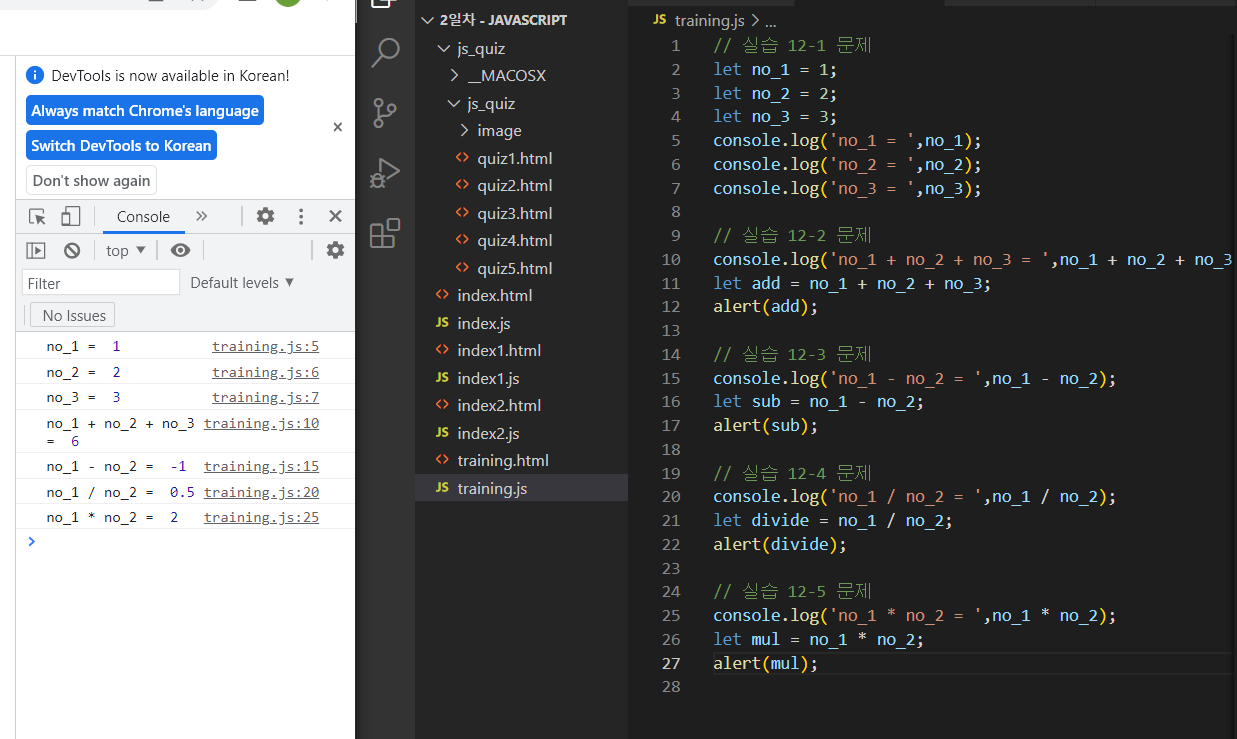 DevTools is now available in Korean!
Always match Chrome's language
Switch DevTools to Korean
Don't show again
Console
top
Filter
Default levels
No Issues
no_1 =  1 training.js:5
no_2 =  2 training.js:6
no_3 =  3 training.js:7
no_1 + no_2 + no_3 training.js:10
=  6
no_1 - no_2 =  -1 training.js:15
no_1 / no_2 =  0.5 training.js:20
no_1 * no_2 =  2 training.js:25
2일차 - JAVASCRIPT
js_quiz
__MACOSX
js_quiz
image
quiz1.html
quiz2.html
quiz3.html
quiz4.html
quiz5.html
index.html
JS index.js
index1.html
JS index1.js
index2.html
JS index2.js
training.html
JS training.js
JS training.js > ...
1 // 실습 12-1 문제
2 let no_1 = 1;
3 let no_2 = 2;
4 let no_3 = 3;
5 console.log('no_1 = ',no_1);
6 console.log('no_2 = ',no_2);
7 console.log('no_3 = ',no_3);
8
9 // 실습 12-2 문제
10 console.log('no_1 + no_2 + no_3 = ',no_1 + no_2 + no_3
11 let add = no_1 + no_2 + no_3;
12 alert(add);
13
14 // 실습 12-3 문제
15 console.log('no_1 - no_2 = ',no_1 - no_2);
16 let sub = no_1 - no_2;
17 alert(sub);
18
19 // 실습 12-4 문제
20 console.log('no_1 / no_2 = ',no_1 / no_2);
21 let divide = no_1 / no_2;
22 alert(divide);
23
24 // 실습 12-5 문제
25 console.log('no_1 * no_2 = ',no_1 * no_2);
26 let mul = no_1 * no_2;
27 alert(mul);
28